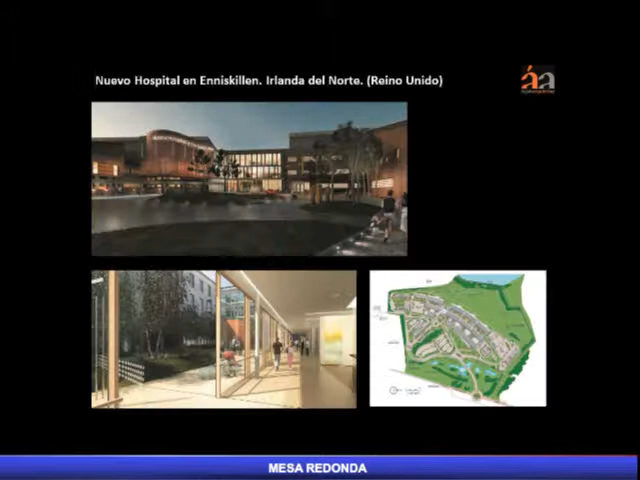 Nuevo Hospital en Enniskillen. Irlanda del Norte. (Reino Unido)
áa
MESA REDONDA